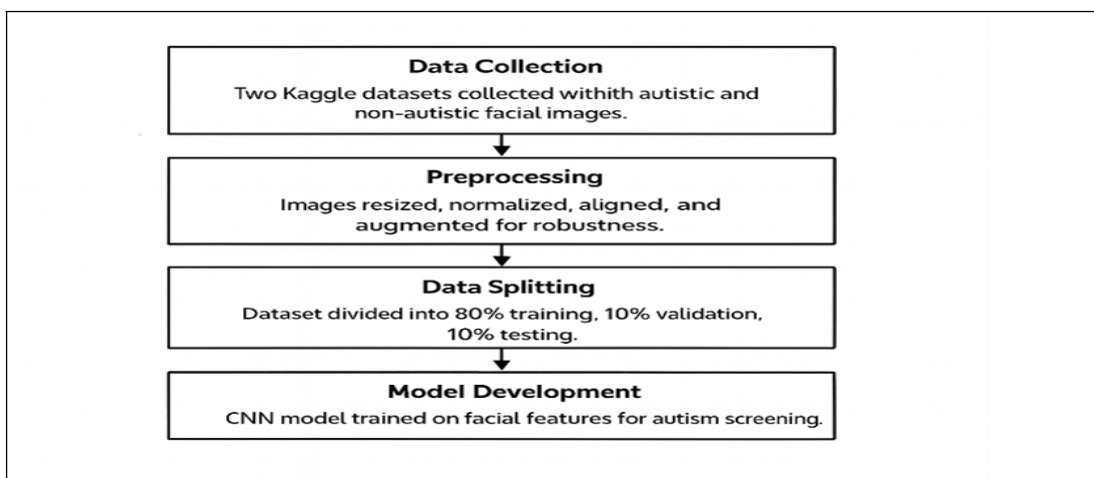 Data Collection
Two Kaggle datasets collected withith autistic and
non-autistic facial images.
Preprocessing
Images resized, normalized, aligned, and
augmented for robustness.
Data Splitting
Dataset divided into 80% training, 10% validation,
10% testing.
Model Development
CNN model trained on facial features for autism screening.